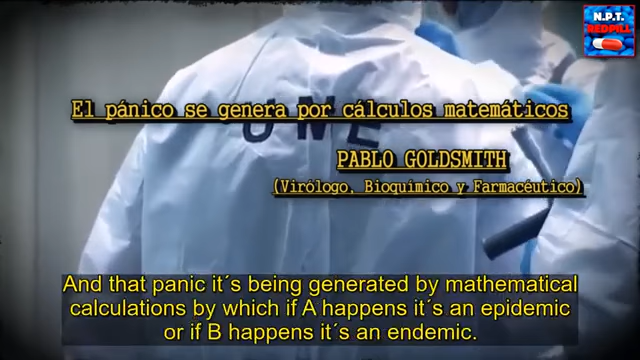 N.P.T.
REDPILL
El pánico se genera por cálculos matemáticos
UME
PABLO GOLDSMITH
(Virólogo, Bioquímico y Farmacéutico)
And that panic it´s being generated by mathematical
calculations by which if A happens it´s an epidemic
or if B happens it´s an endemic.